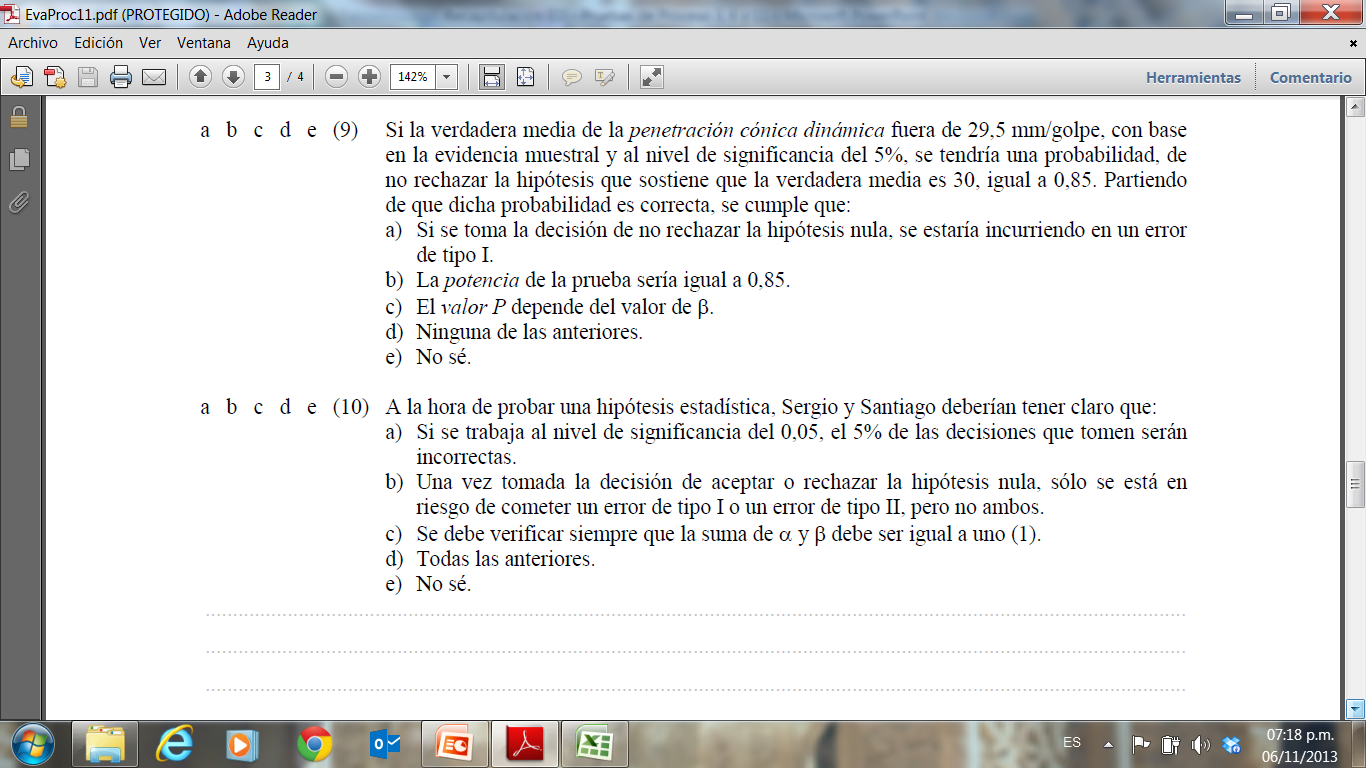 EvaProc11.pdf (PROTEGIDO) - Adobe Reader
Archivo Edición Ver Ventana Ayuda
3 / 4 142% Herramientas Comentario
a b c d e (9) Si la verdadera media de la penetración cónica dinámica fuera de 29,5 mm/golpe, con base
en la evidencia muestral y al nivel de significancia del 5%, se tendría una probabilidad, de
no rechazar la hipótesis que sostiene que la verdadera media es 30, igual a 0,85. Partiendo
de que dicha probabilidad es correcta, se cumple que:
a) Si se toma la decisión de no rechazar la hipótesis nula, se estaría incurriendo en un error
de tipo I.
b) La potencia de la prueba sería igual a 0,85.
c) El valor P depende del valor de β.
d) Ninguna de las anteriores.
e) No sé.
a b c d e (10) A la hora de probar una hipótesis estadística, Sergio y Santiago deberían tener claro que:
a) Si se trabaja al nivel de significancia del 0,05, el 5% de las decisiones que tomen serán
incorrectas.
b) Una vez tomada la decisión de aceptar o rechazar la hipótesis nula, sólo se está en
riesgo de cometer un error de tipo I o un error de tipo II, pero no ambos.
c) Se debe verificar siempre que la suma de α y β debe ser igual a uno (1).
d) Todas las anteriores.
e) No sé.
ES 07:18 p.m.
06/11/2013